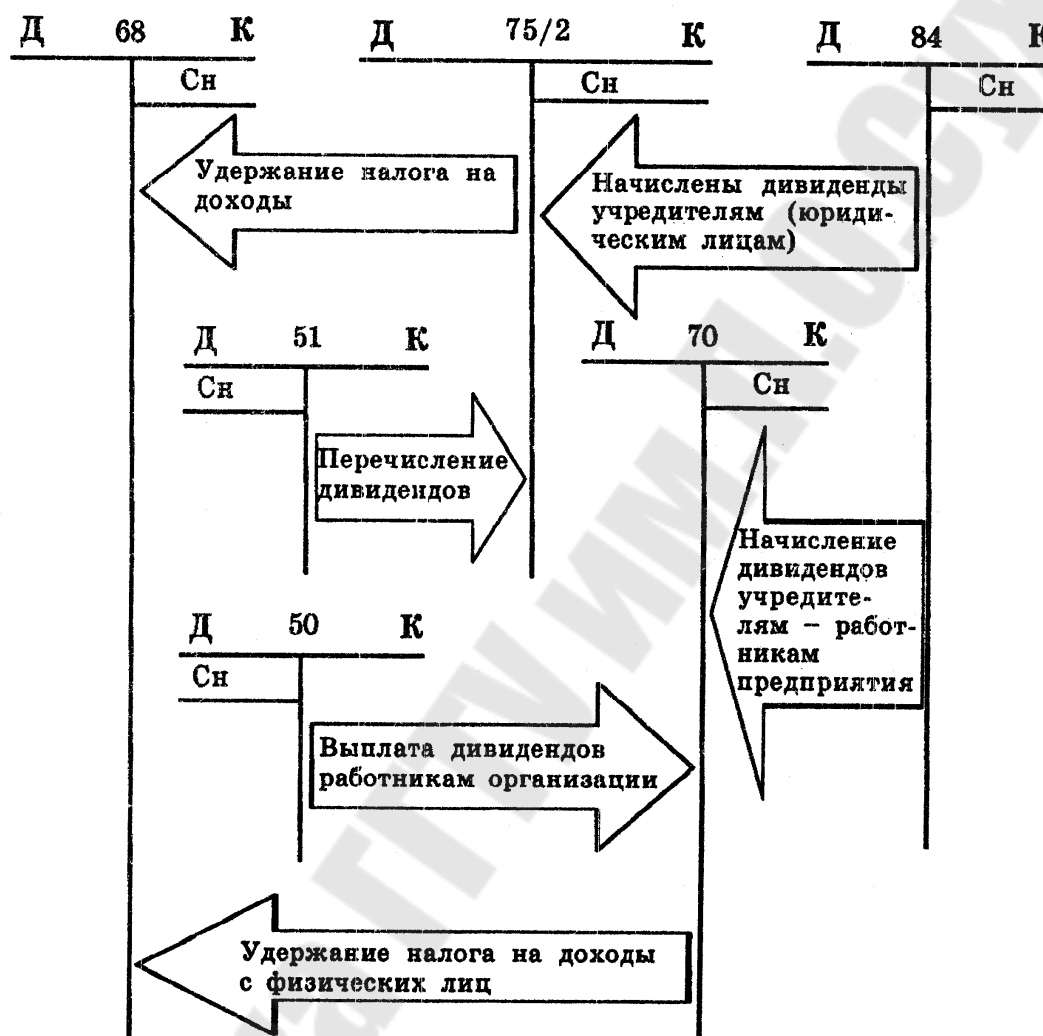 Д 68 К
Д 75/2 К
Д 84 К
Сн
Сн
Сн
Удержание налога на
доходы
Начислены дивиденды
учредителям (юриди-
ческим лицам)
Д 51 К
Д 70 К
Сн
Сн
Перечисление
дивидендов
Начисление
дивидендов
учредите-
лям – работ-
никам
предприятия
Д 50 К
Сн
Выплата дивидендов
работникам организации
Удержание налога на доходы
с физических лиц